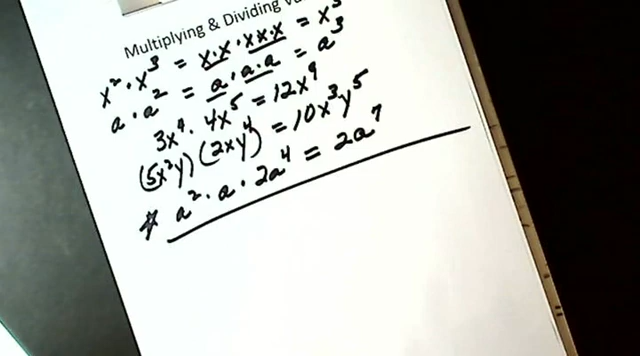 Multiplying & Dividing
x² · x³ = x·x · x·x·x = x⁵
a · a² = a · a·a = a³
3x⁴ · 4x⁵ = 12x⁹
(5x²y)(2xy⁴) = 10x³y⁵
* a² · a · 2a⁴ = 2a⁷